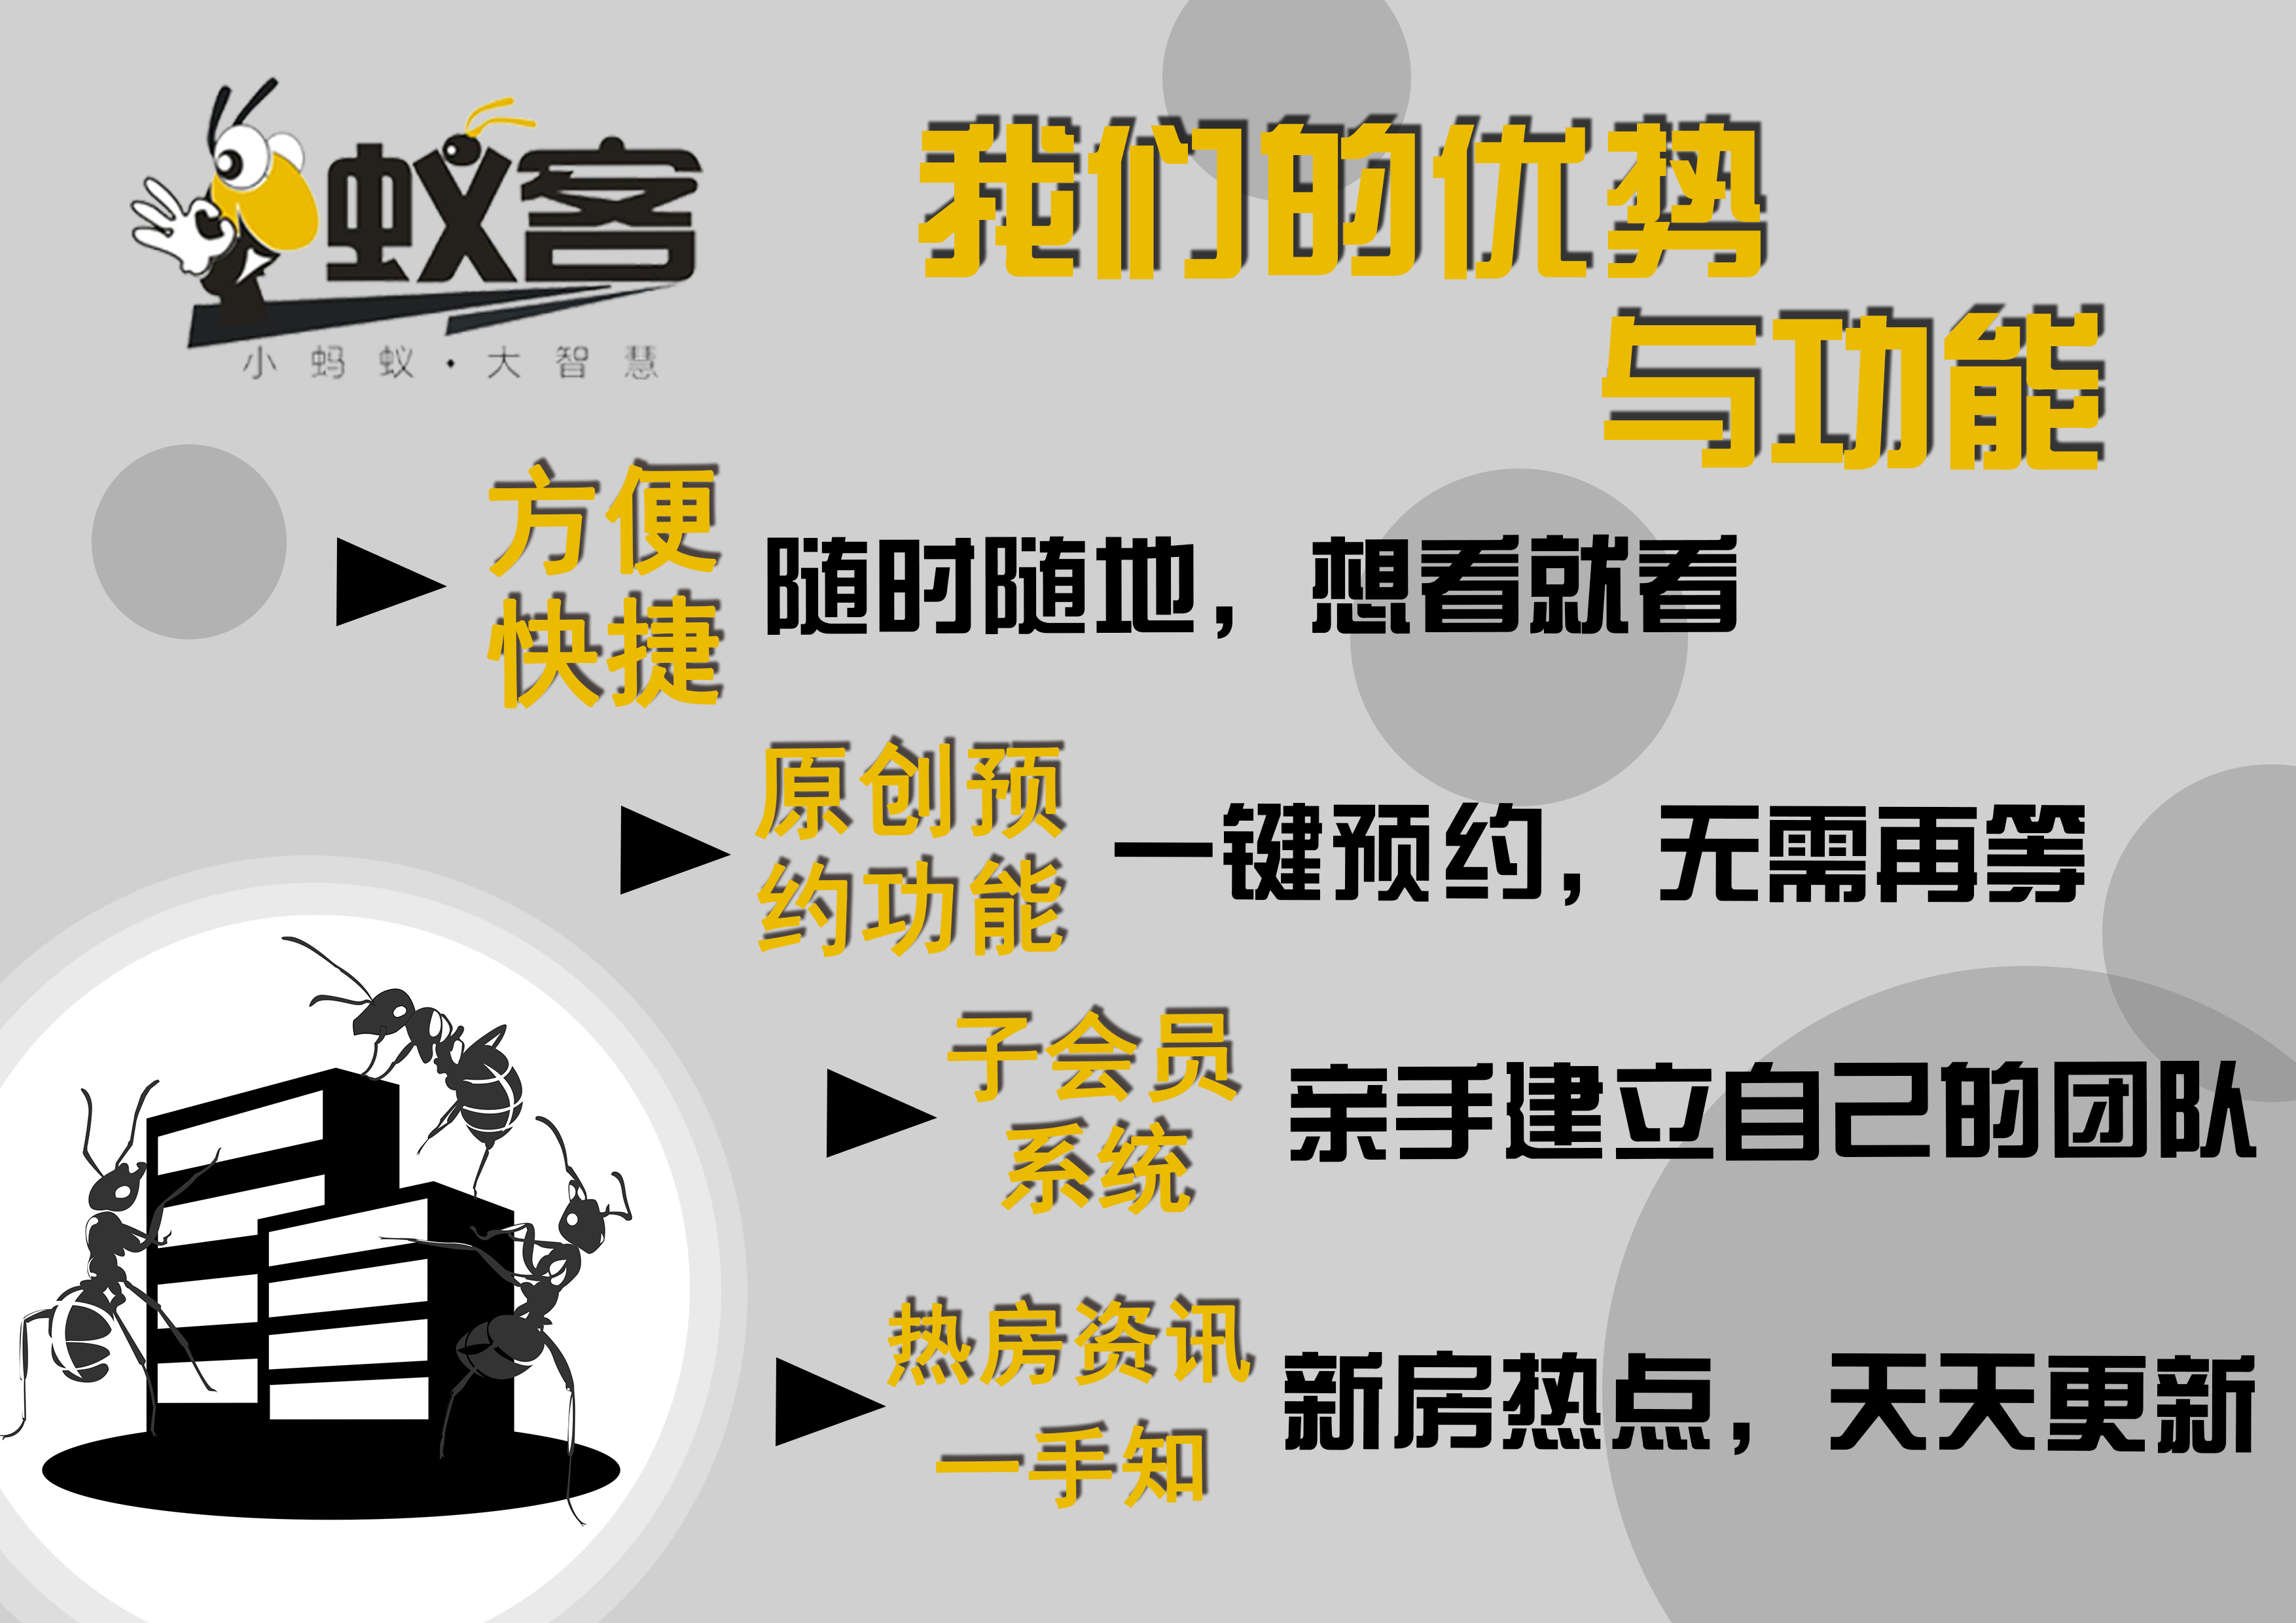 蚁客
小蚂蚁·大智慧
我们的优势
与功能
方便
快捷
随时随地，想看就看
原创预
约功能
一键预约，无需再等
子会员
系统
亲手建立自己的团队
热房资讯
一手知
新房热点，天天更新